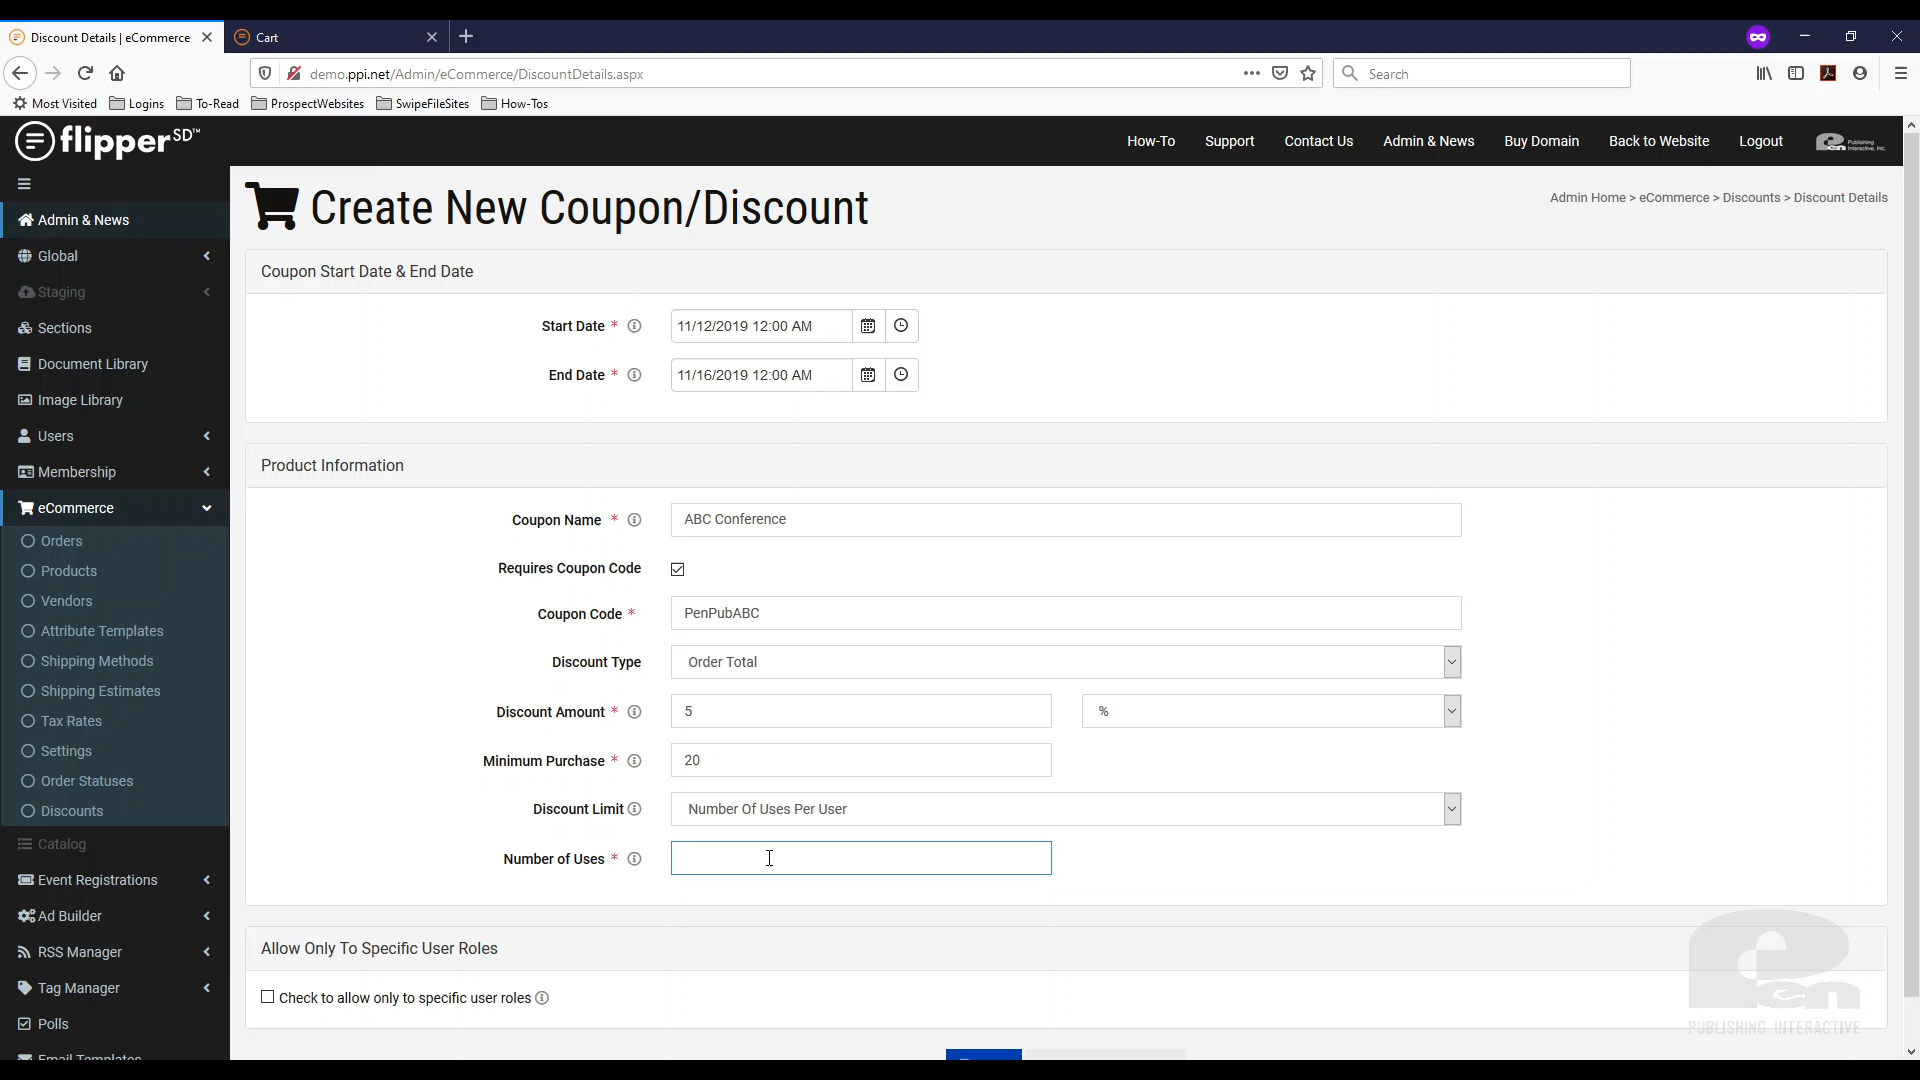 Discount Details | eCommerce
Cart
demo.ppi.net/Admin/eCommerce/DiscountDetails.aspx
Search
Most Visited
Logins
To-Read
ProspectWebsites
SwipeFileSites
How-Tos
flipper SD™
How-To
Support
Contact Us
Admin & News
Buy Domain
Back to Website
Logout
Publishing Interactive, Inc.
Admin & News
Global
Staging
Sections
Document Library
Image Library
Users
Membership
eCommerce
Orders
Products
Vendors
Attribute Templates
Shipping Methods
Shipping Estimates
Tax Rates
Settings
Order Statuses
Discounts
Catalog
Event Registrations
Ad Builder
RSS Manager
Tag Manager
Polls
Email Templates
Create New Coupon/Discount
Admin Home > eCommerce > Discounts > Discount Details
Coupon Start Date & End Date
Start Date * 11/12/2019 12:00 AM
End Date * 11/16/2019 12:00 AM
Product Information
Coupon Name * ABC Conference
Requires Coupon Code
Coupon Code * PenPubABC
Discount Type Order Total
Discount Amount * 5 %
Minimum Purchase * 20
Discount Limit Number Of Uses Per User
Number of Uses *
Allow Only To Specific User Roles
Check to allow only to specific user roles
Pen
PUBLISHING INTERACTIVE